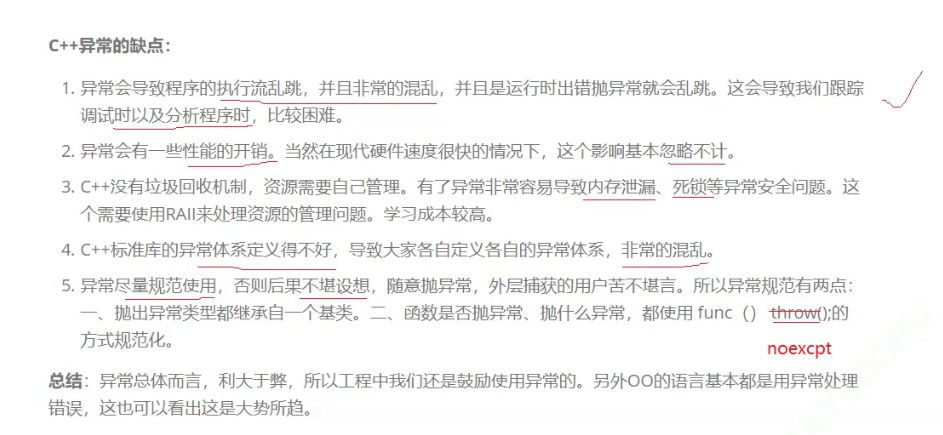 C++异常的缺点：
1. 异常会导致程序的执行流乱跳，并且非常的混乱，并且是运行时出错抛异常就会乱跳。这会导致我们跟踪
调试时以及分析程序时，比较困难。
2. 异常会有一些性能的开销。当然在现代硬件速度很快的情况下，这个影响基本忽略不计。
3. C++没有垃圾回收机制，资源需要自己管理。有了异常非常容易导致内存泄漏、死锁等异常安全问题。这
个需要使用RAII来处理资源的管理问题。学习成本较高。
4. C++标准库的异常体系定义得不好，导致大家各自定义各自的异常体系，非常的混乱。
5. 异常尽量规范使用，否则后果不堪设想，随意抛异常，外层捕获的用户苦不堪言。所以异常规范有两点：
一、抛出异常类型都继承自一个基类。二、函数是否抛异常、抛什么异常，都使用 func（） throw();的
方式规范化。
noexcpt
总结：异常总体而言，利大于弊，所以工程中我们还是鼓励使用异常的。另外OO的语言基本都是用异常处理
错误，这也可以看出这是大势所趋。